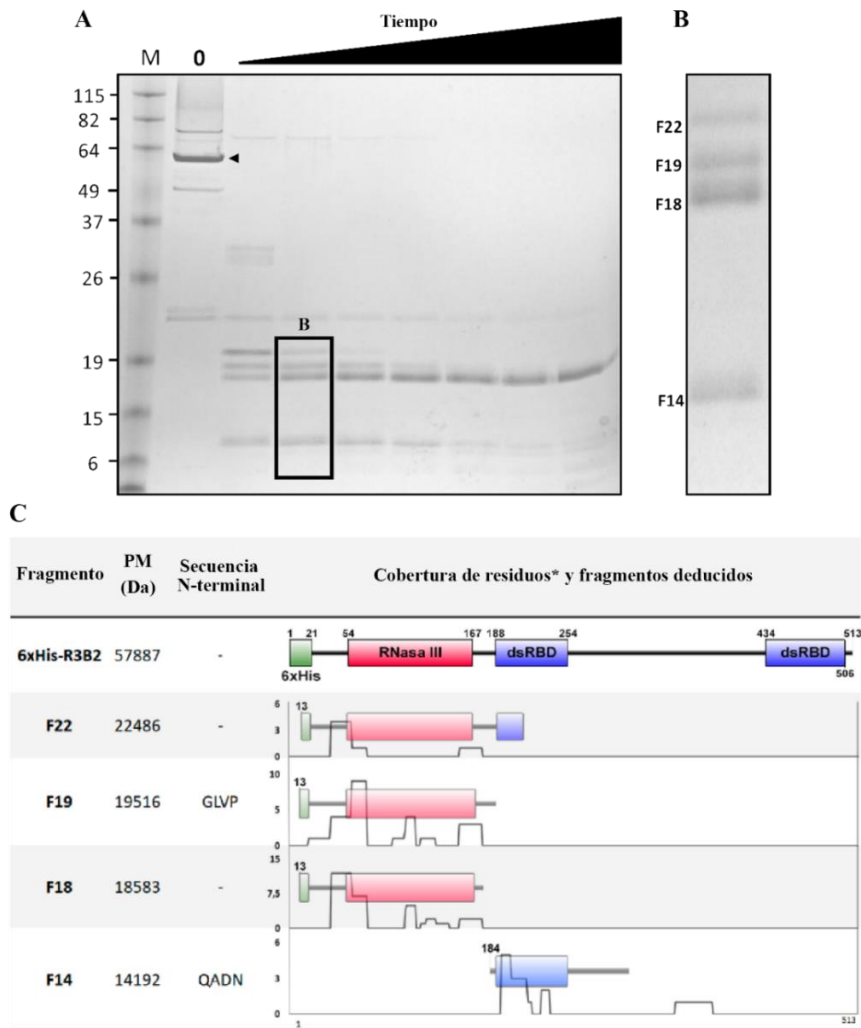 A
Tiempo
B
M
0
115
82
64
49
37
26
19
15
6
B
F22
F19
F18
F14
C
Fragmento PM (Da) Secuencia N-terminal Cobertura de residuos* y fragmentos deducidos
1 21 54 167 188 254 434 513
6xHis-R3B2 57887 - RNasa III dsRBD dsRBD
6xHis 506
F22 22486 - 6 3 0 13
F19 19516 GLVP 10 5 0 13
F18 18583 - 15 7,5 0 13
F14 14192 QADN 6 3 0 184
1 513